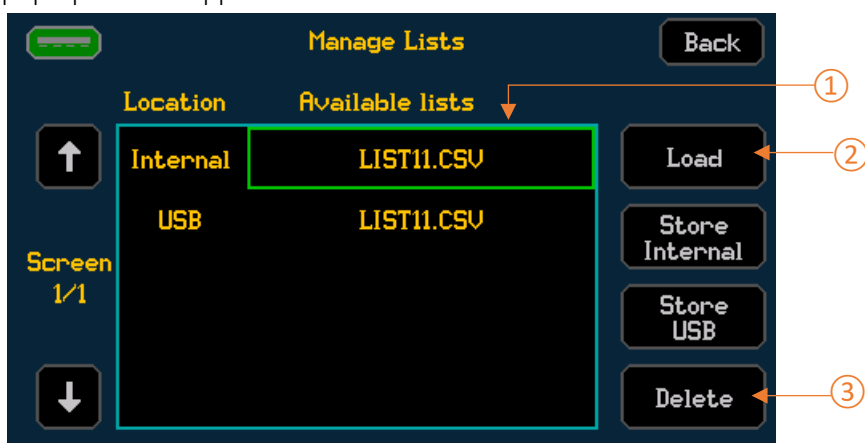 Manage Lists
Back
Location Available lists
1
Internal LIST11.CSV
Load
2
USB LIST11.CSV
Store
Internal
Screen
1/1
Store
USB
Delete
3